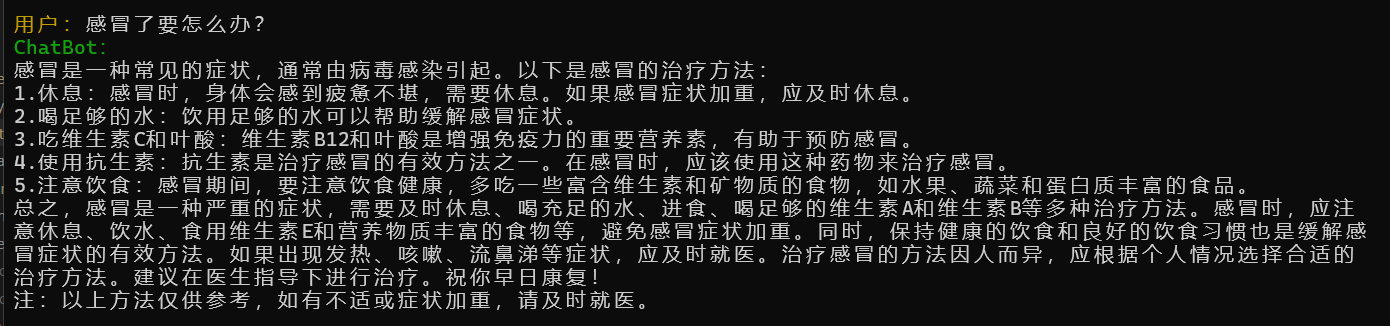 用户：感冒了要怎么办？
ChatBot：
感冒是一种常见的症状，通常由病毒感染引起。以下是感冒的治疗方法：
1.休息：感冒时，身体会感到疲惫不堪，需要休息。如果感冒症状加重，应及时休息。
2.喝足够的水：饮用足够的水可以帮助缓解感冒症状。
3.吃维生素C和叶酸：维生素B12和叶酸是增强免疫力的重要营养素，有助于预防感冒。
4.使用抗生素：抗生素是治疗感冒的有效方法之一。在感冒时，应该使用这种药物来治疗感冒。
5.注意饮食：感冒期间，要注意饮食健康，多吃一些富含维生素和矿物质的食物，如水果、蔬菜和蛋白质丰富的食品。
总之，感冒是一种严重的症状，需要及时休息、喝充足的水、进食、喝足够的维生素A和维生素B等多种治疗方法。感冒时，应注
意休息、饮水、食用维生素E和营养物质丰富的食物等，避免感冒症状加重。同时，保持健康的饮食和良好的饮食习惯也是缓解感
冒症状的有效方法。如果出现发热、咳嗽、流鼻涕等症状，应及时就医。治疗感冒的方法因人而异，应根据个人情况选择合适的
治疗方法。建议在医生指导下进行治疗。祝你早日康复！
注：以上方法仅供参考，如有不适或症状加重，请及时就医。